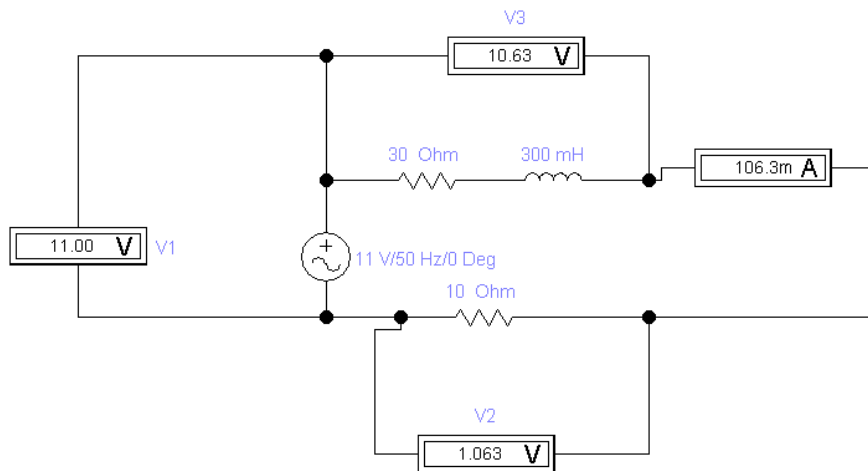 V3
10.63 V
30 Ohm
300 mH
106.3m A
11.00 V
V1
+
11 V/50 Hz/0 Deg
10 Ohm
V2
1.063 V